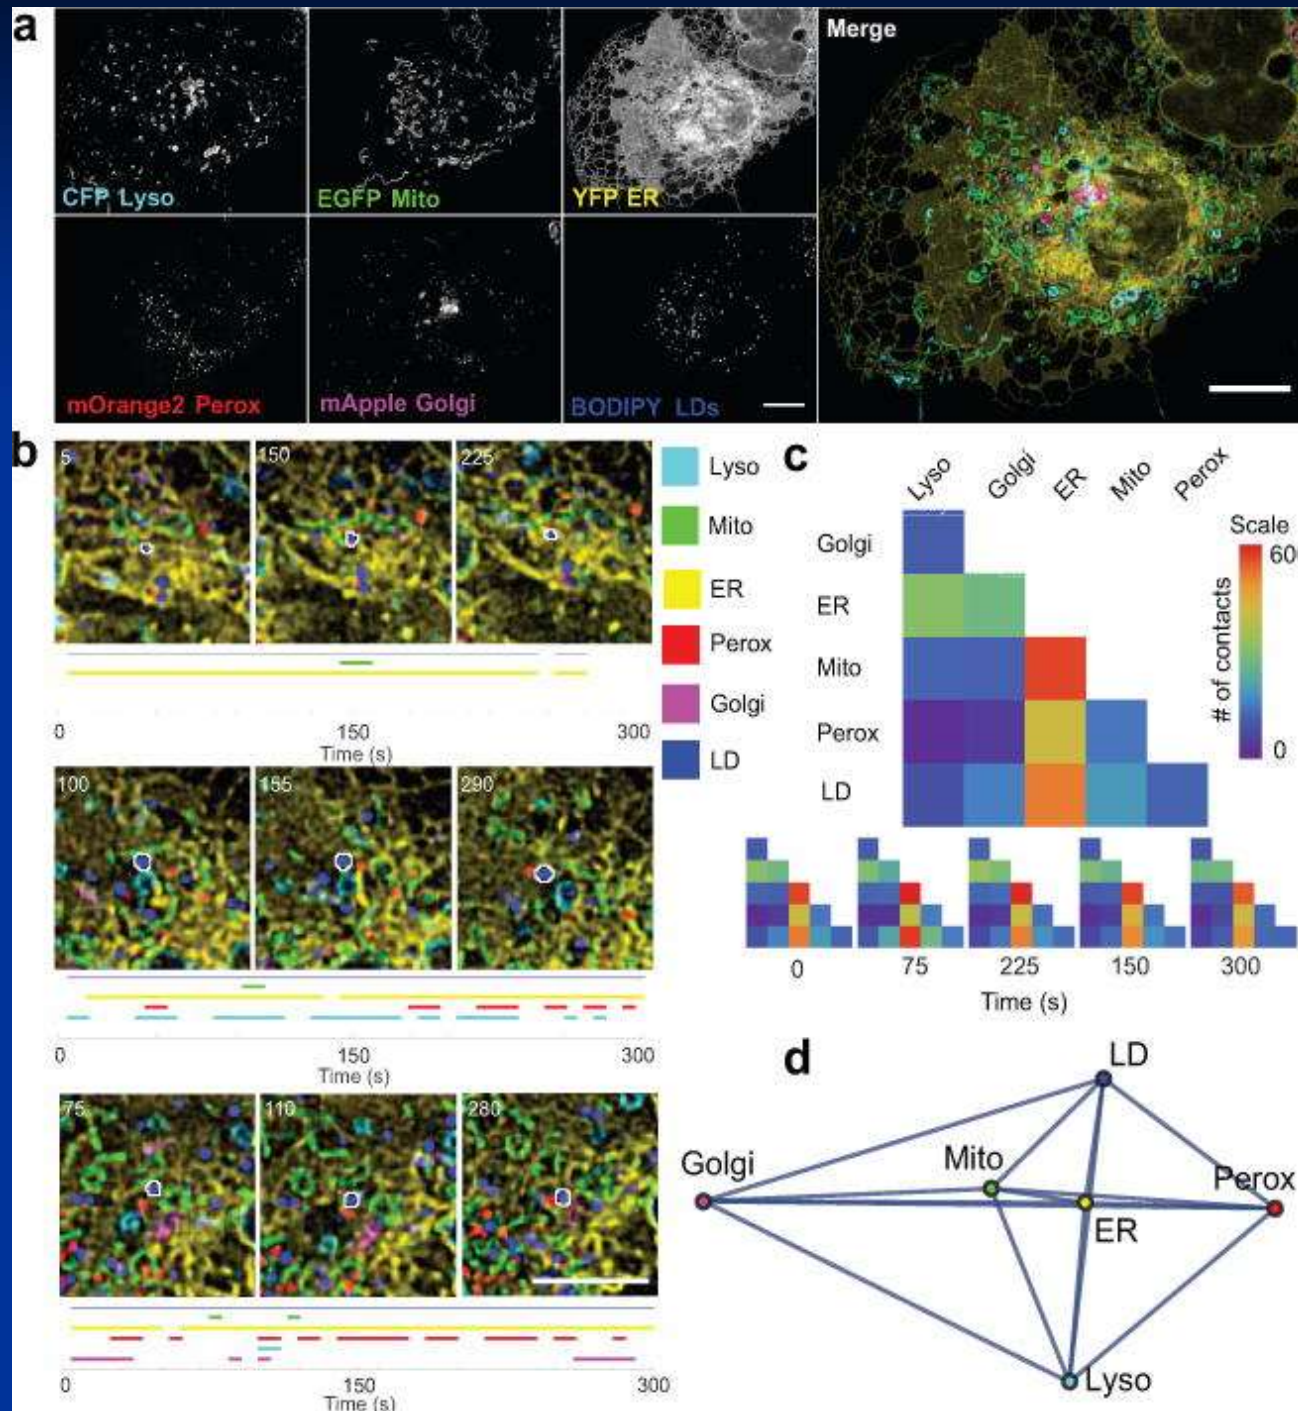 a
CFP Lyso
EGFP Mito
YFP ER
Merge
mOrange2 Perox
mApple Golgi
BODIPY LDs
b
5
150
225
0
150
300
Time (s)
100
155
290
0
150
300
Time (s)
75
110
280
0
150
300
Time (s)
Lyso
Mito
ER
Perox
Golgi
LD
c
Lyso
Golgi
ER
Mito
Perox
Golgi
ER
Mito
Perox
LD
Scale
60
# of contacts
0
0
75
225
150
300
Time (s)
d
LD
Golgi
Mito
Perox
ER
Lyso